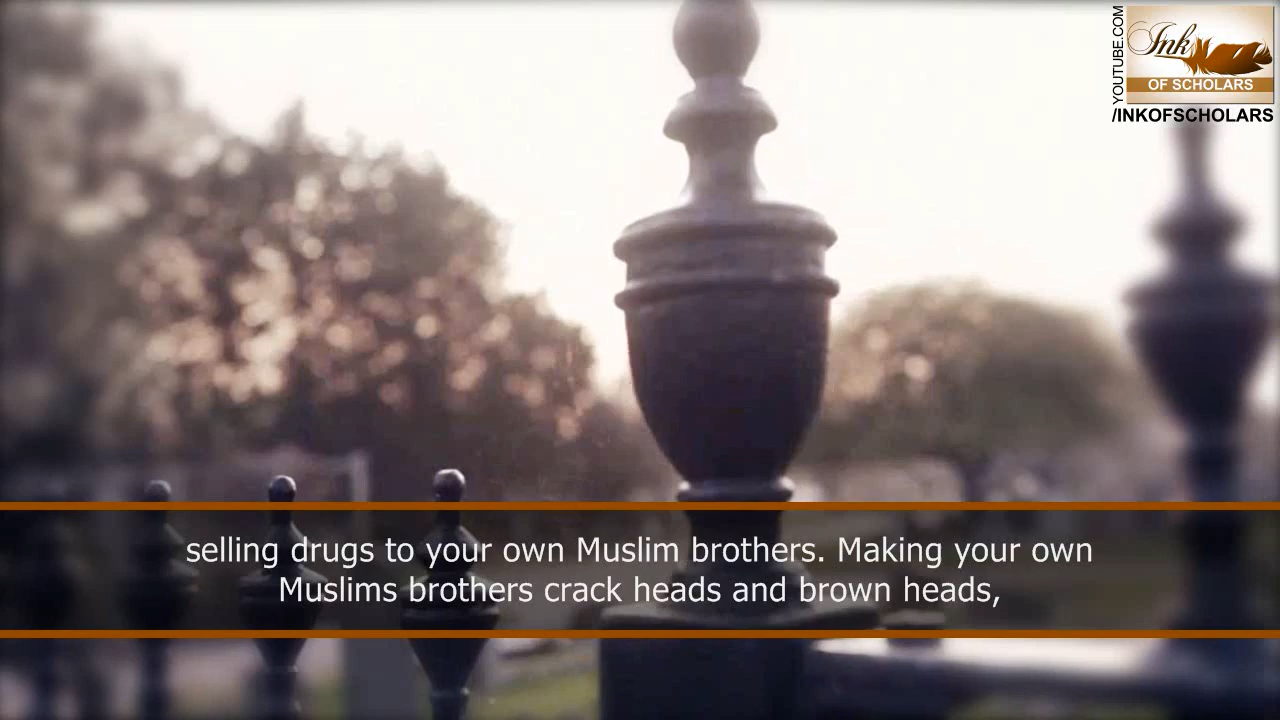 YOUTUBE.COM
Ink
OF SCHOLARS
/INKOFSCHOLARS
selling drugs to your own Muslim brothers. Making your own
Muslims brothers crack heads and brown heads,